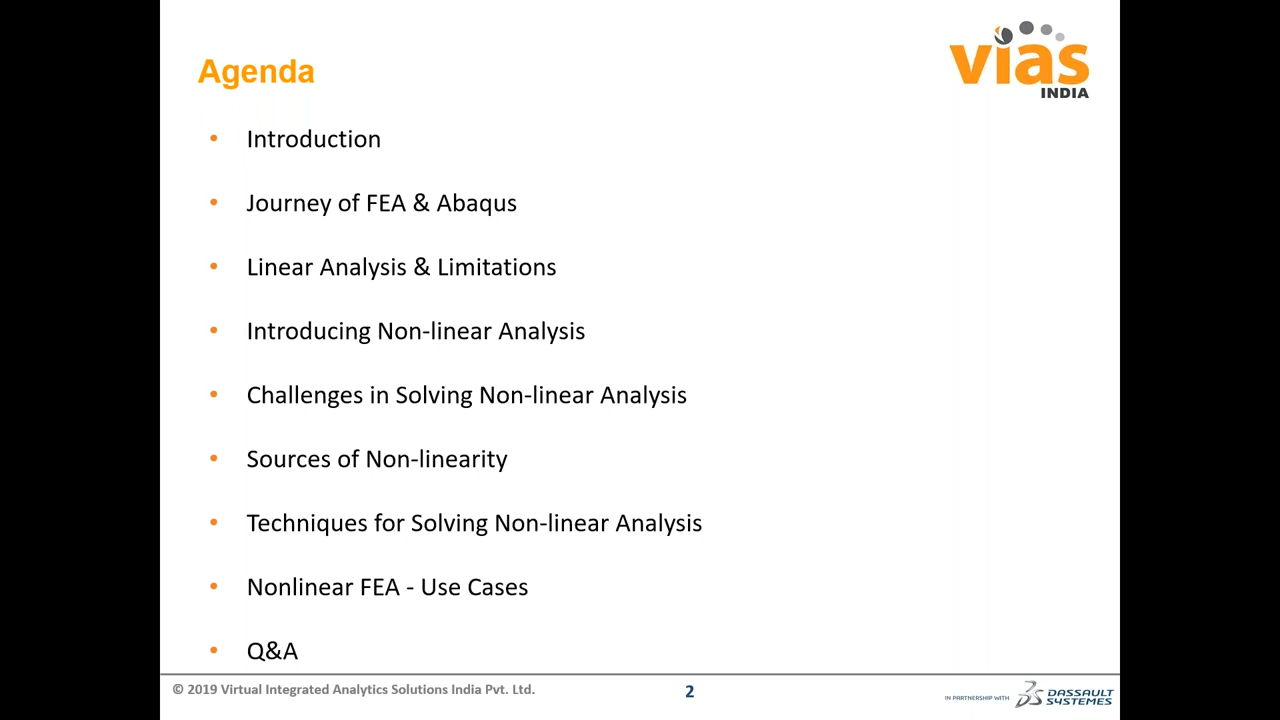 Agenda
vias
INDIA
• Introduction
• Journey of FEA & Abaqus
• Linear Analysis & Limitations
• Introducing Non-linear Analysis
• Challenges in Solving Non-linear Analysis
• Sources of Non-linearity
• Techniques for Solving Non-linear Analysis
• Nonlinear FEA - Use Cases
• Q&A
© 2019 Virtual Integrated Analytics Solutions India Pvt. Ltd.
2
IN PARTNERSHIP WITH
DASSAULT
SYSTEMES